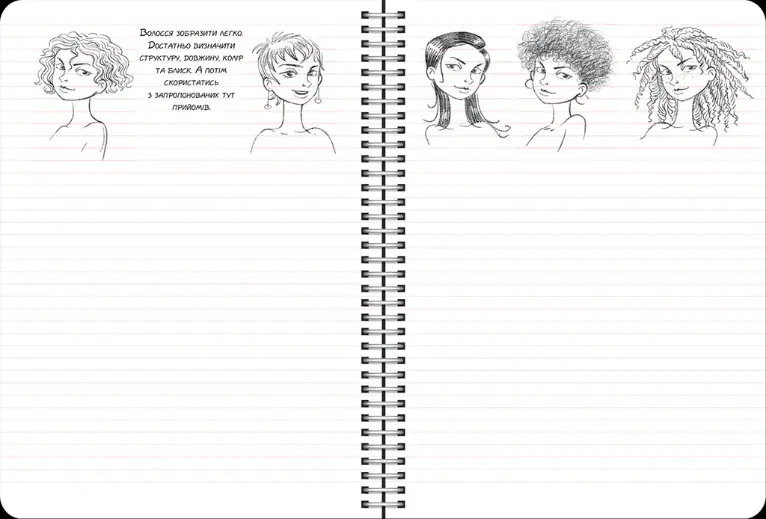 Волосся зобразити легко.
Достатньо визначити
структуру, довжину, колір
та блиск. А потім
скористатись
з запропонованих тут
прийомів.